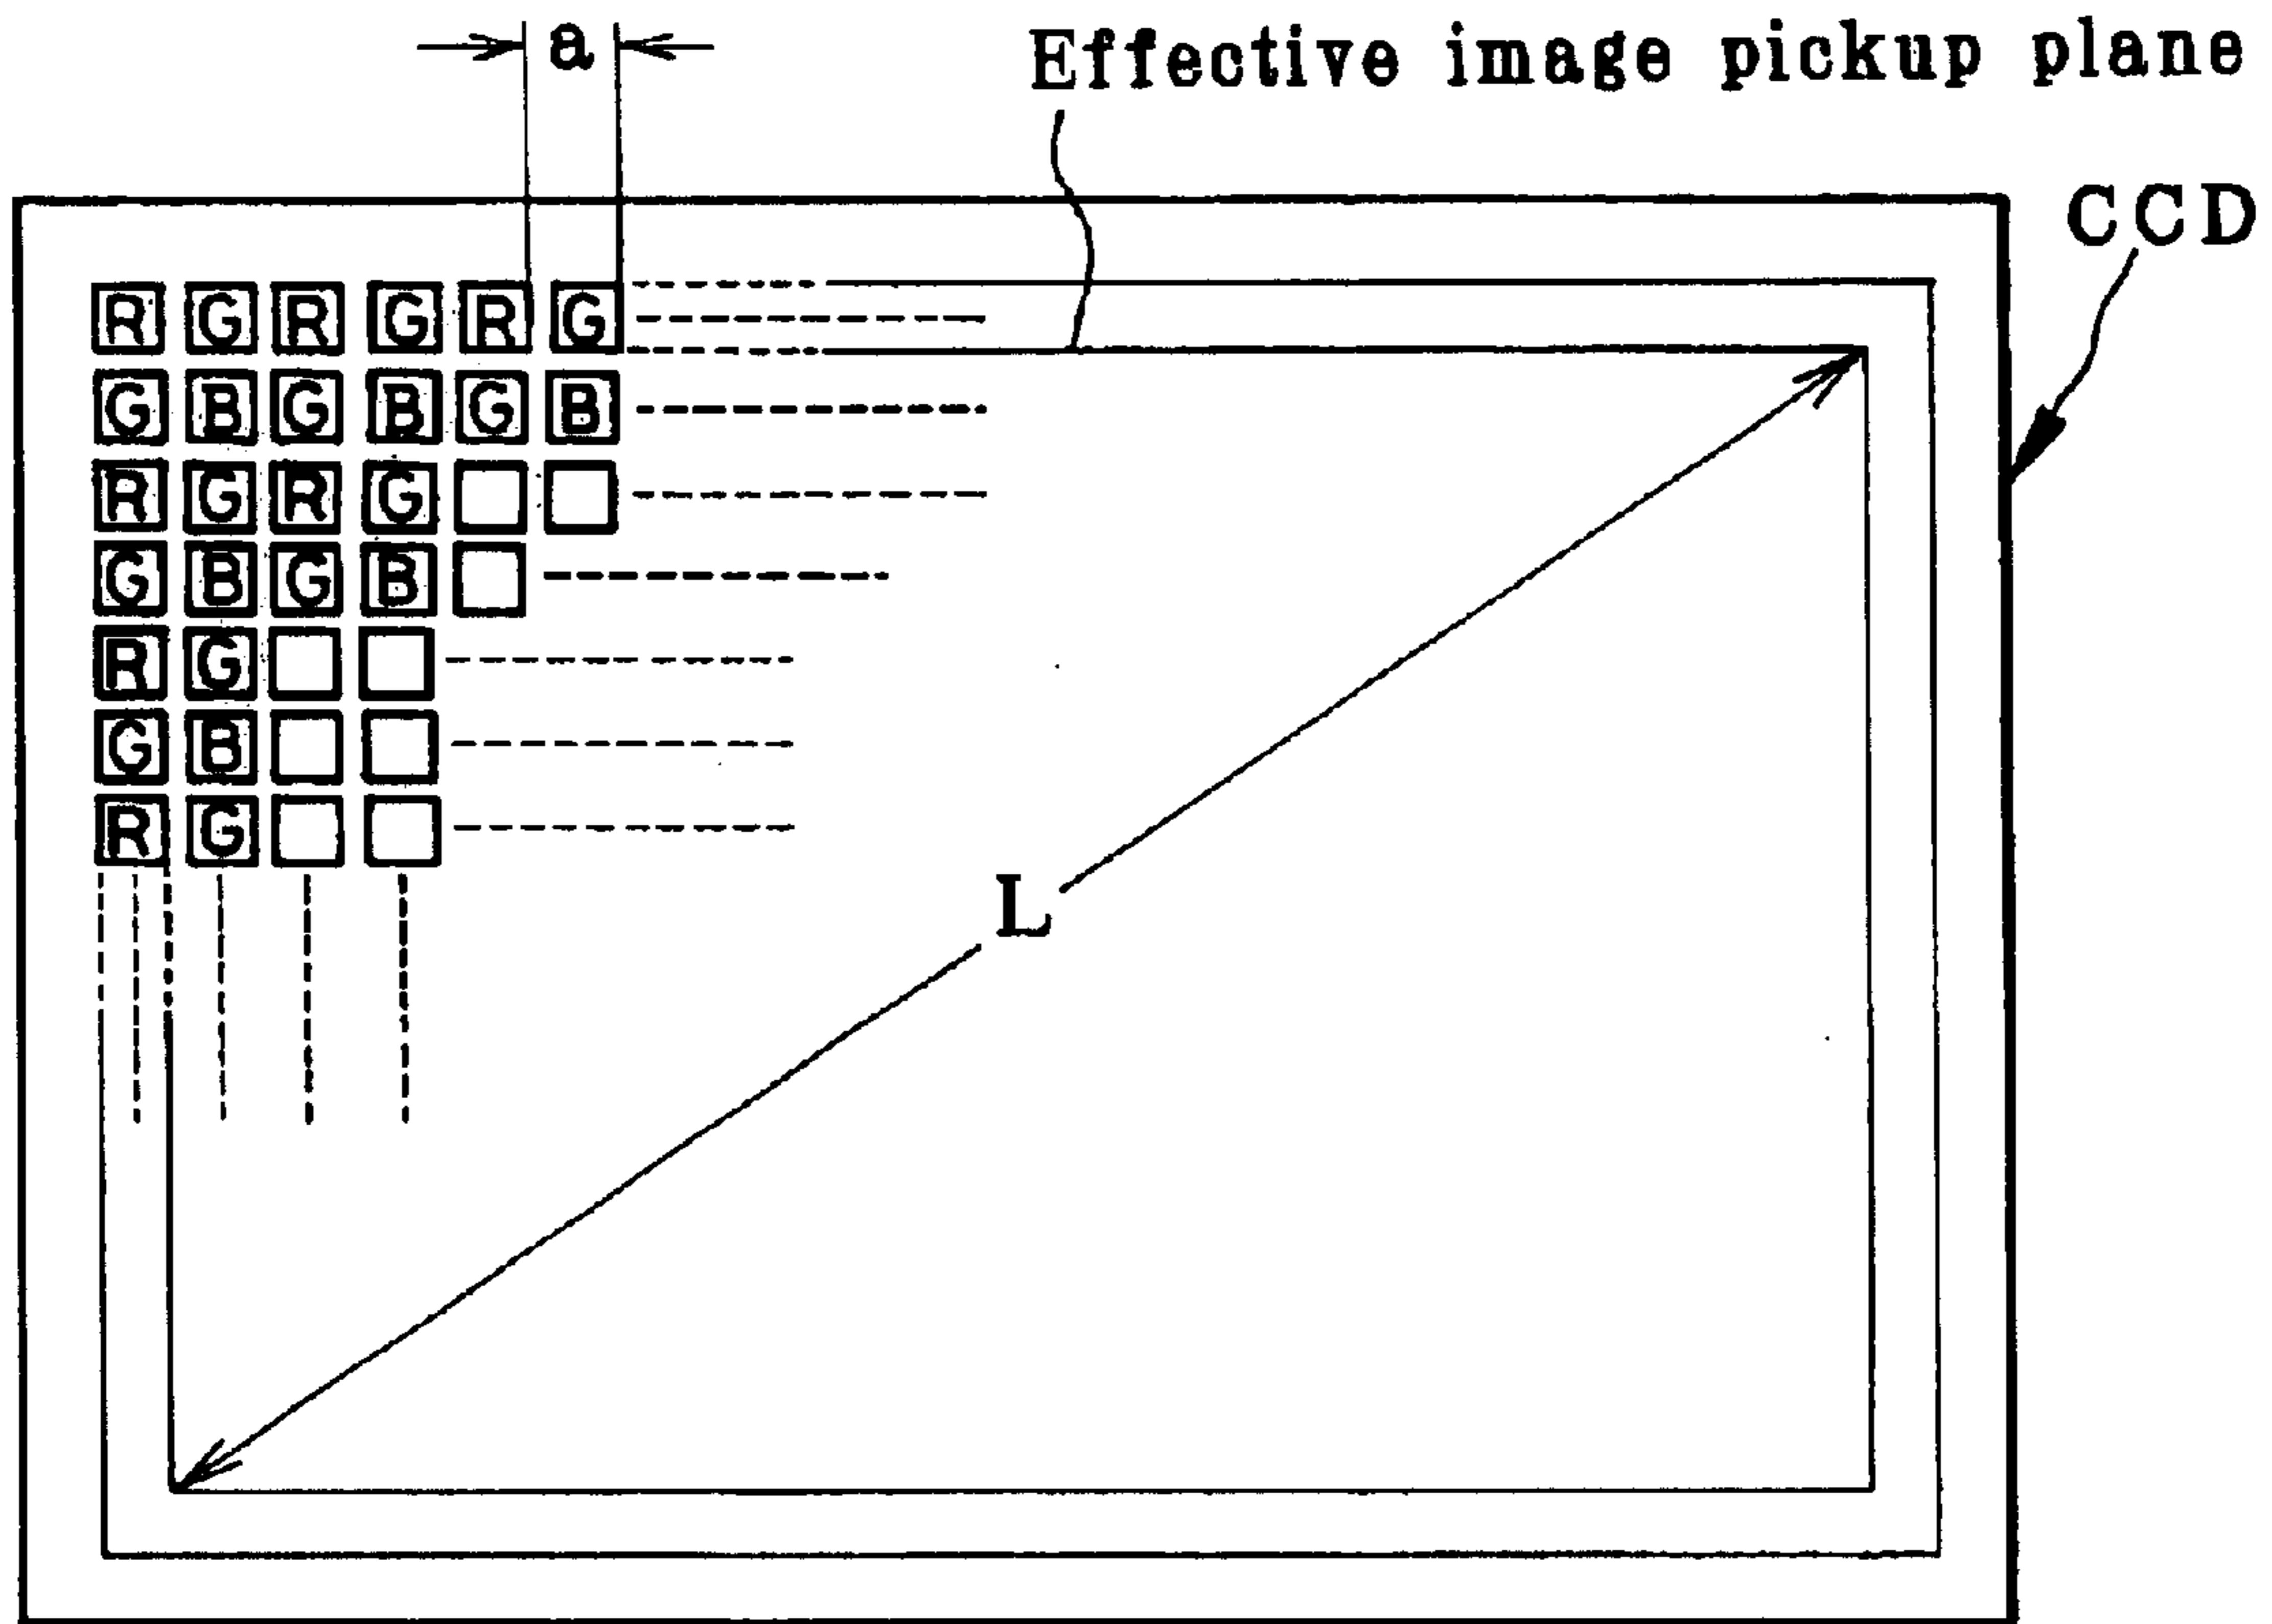 a
Effective image pickup plane
CCD
R G R G R G
G B G B G B
R G R G
G B G B
R G
G B
R G
L